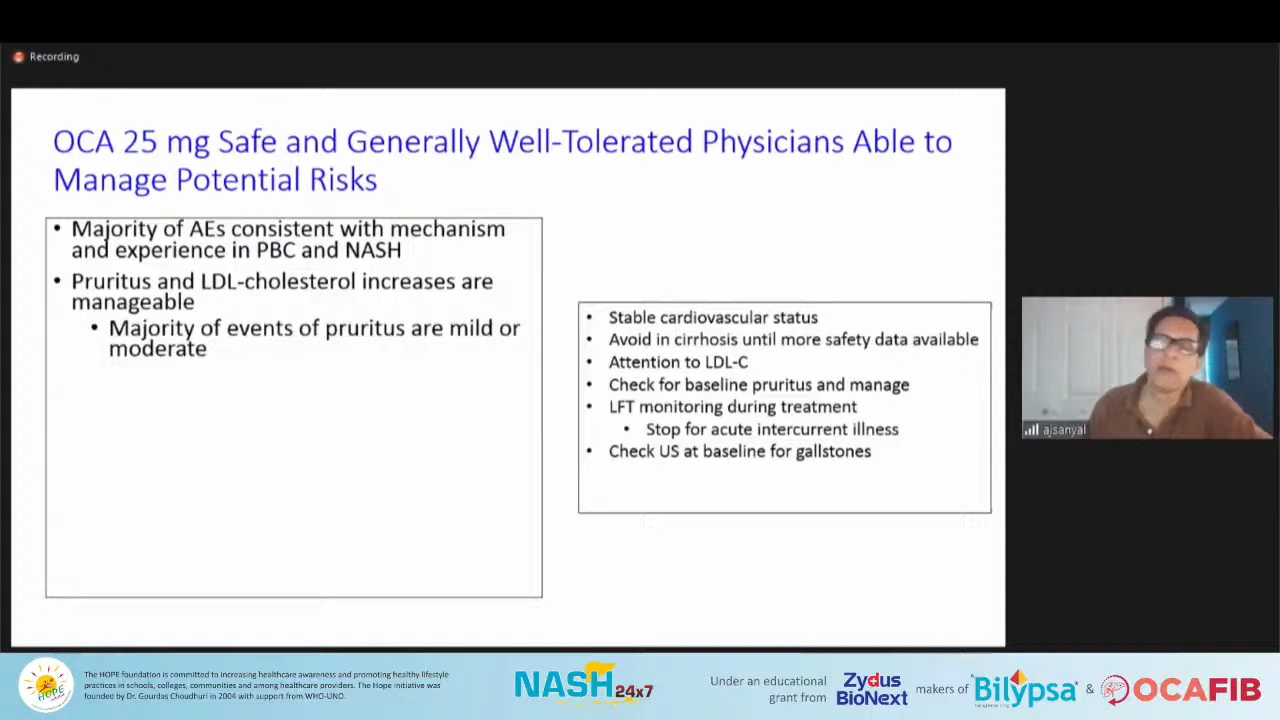 Recording
OCA 25 mg Safe and Generally Well-Tolerated Physicians Able to
Manage Potential Risks
• Majority of AEs consistent with mechanism
and experience in PBC and NASH
• Pruritus and LDL-cholesterol increases are
manageable
• Majority of events of pruritus are mild or
moderate
• Stable cardiovascular status
• Avoid in cirrhosis until more safety data available
• Attention to LDL-C
• Check for baseline pruritus and manage
• LFT monitoring during treatment
• Stop for acute intercurrent illness
• Check US at baseline for gallstones
ajsanyal
HOPE
The HOPE foundation is committed to increasing healthcare awareness and promoting healthy lifestyle
practices in schools, colleges, communities and among healthcare providers. The Hope initiative was
founded by Dr. Gourdas Choudhuri in 2004 with support from WHO-UNO.
NASH 24x7
Under an educational
grant from
Zydus
BioNext
makers of
"Bilypsa" &
OCAFIB